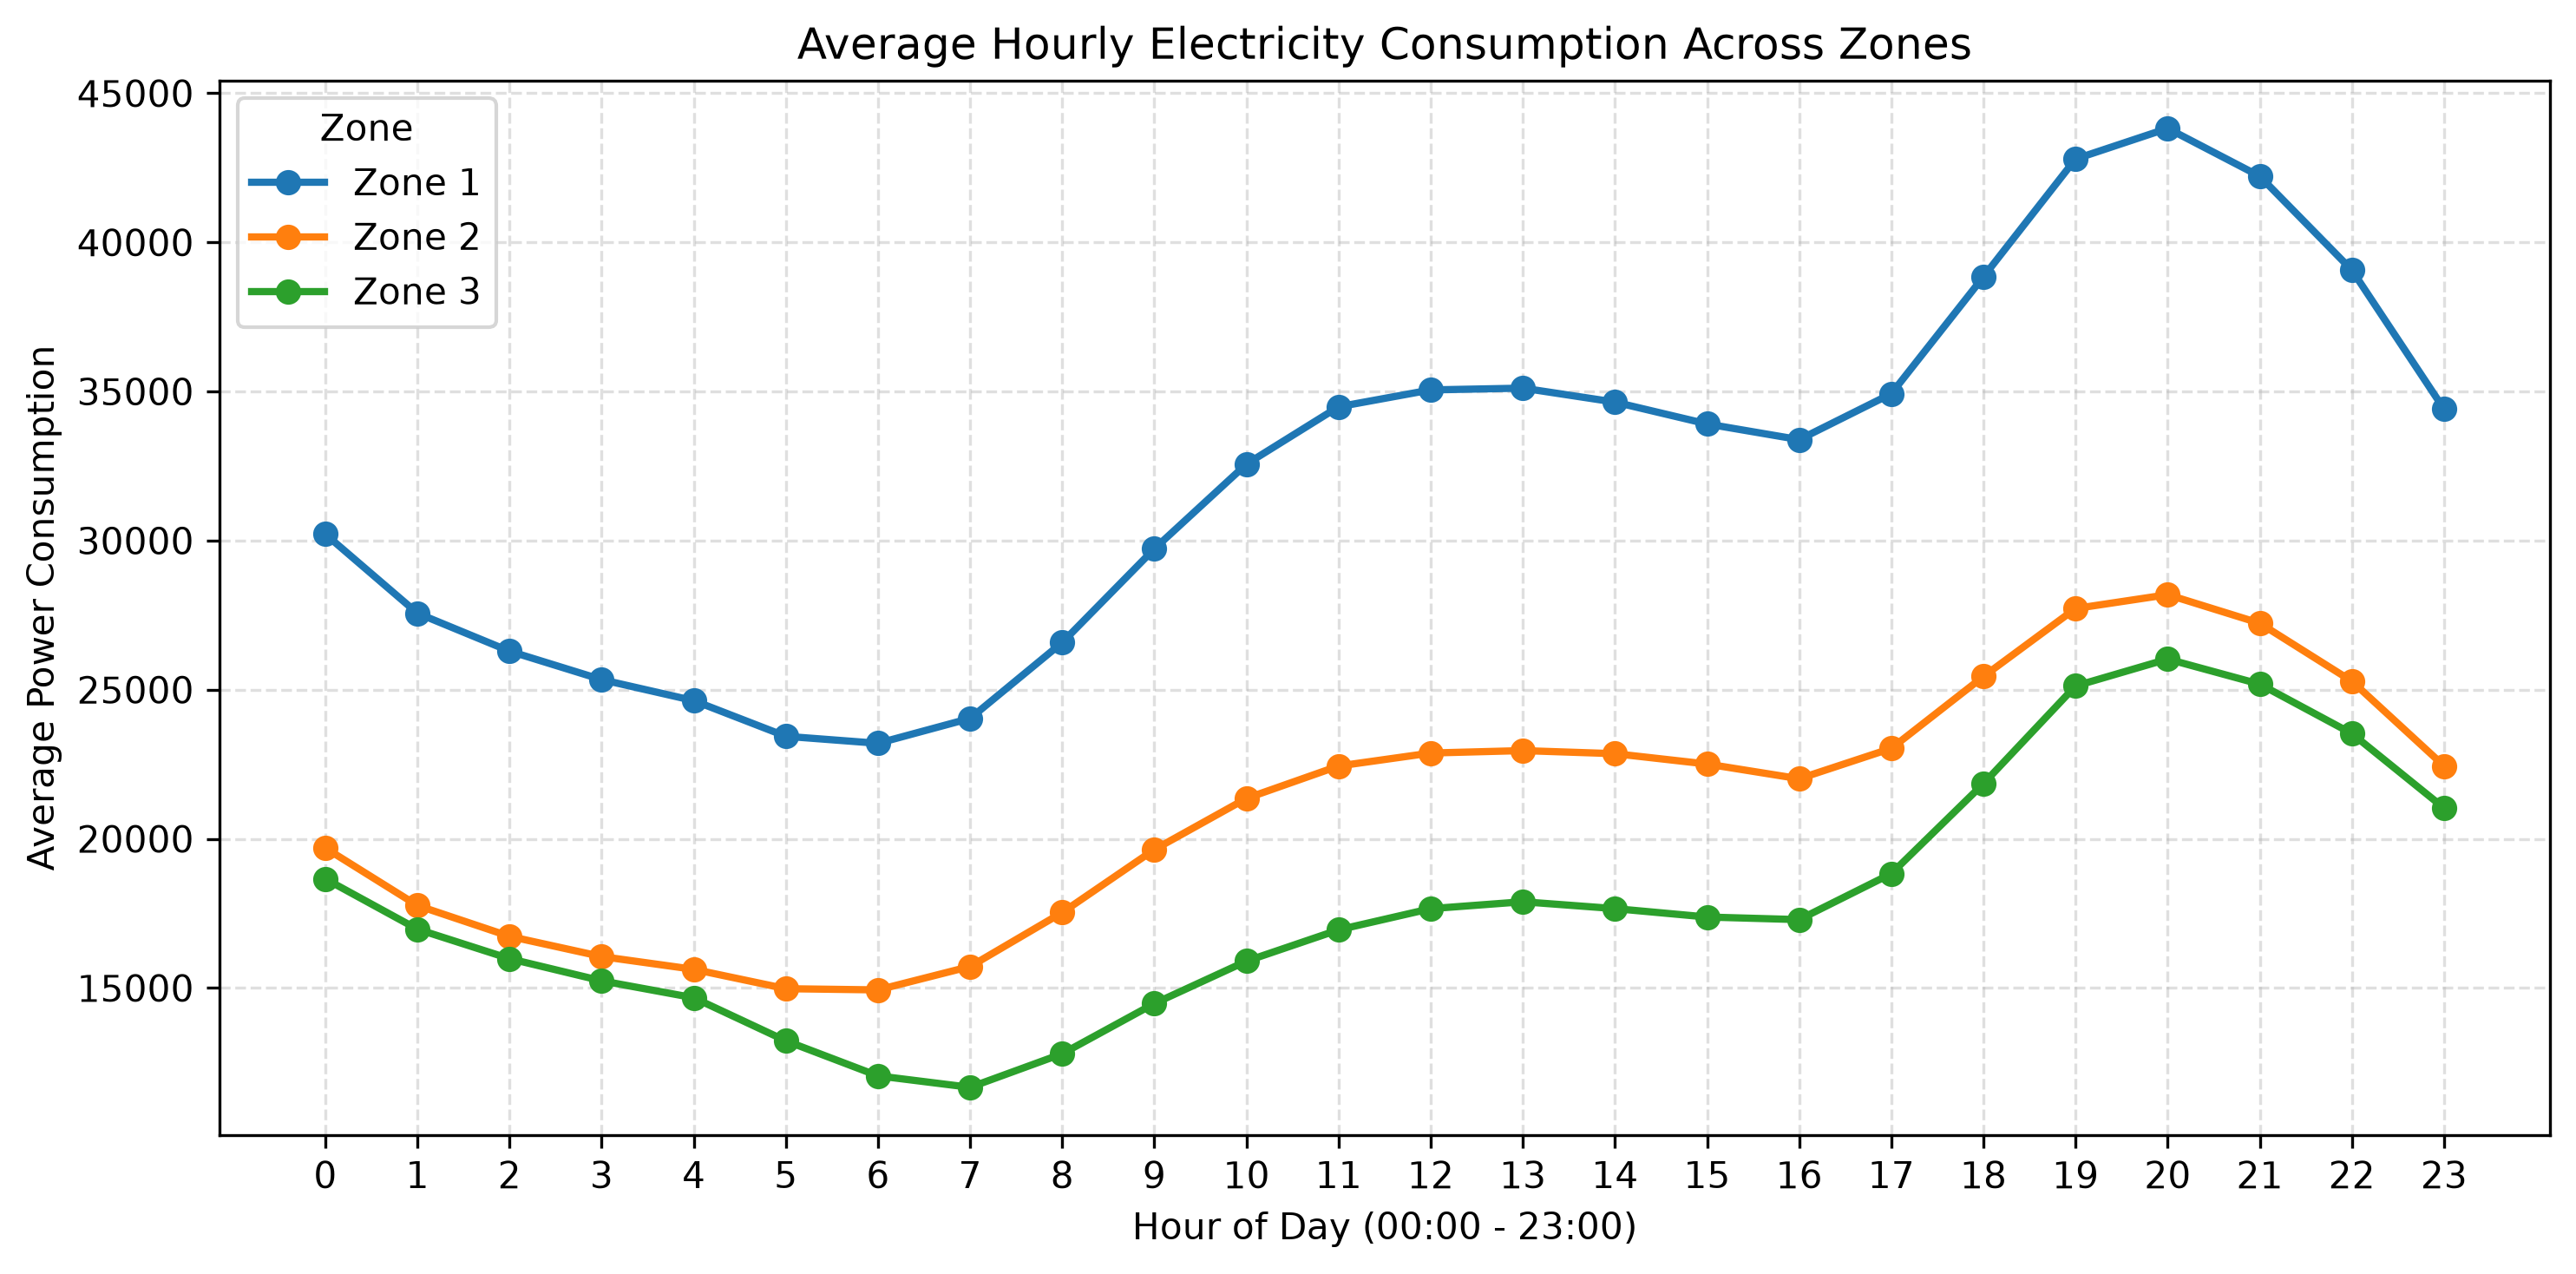 Average Hourly Electricity Consumption Across Zones
45000
40000
35000
30000
25000
20000
15000
Average Power Consumption
Zone
Zone 1
Zone 2
Zone 3
0 1 2 3 4 5 6 7 8 9 10 11 12 13 14 15 16 17 18 19 20 21 22 23
Hour of Day (00:00 - 23:00)